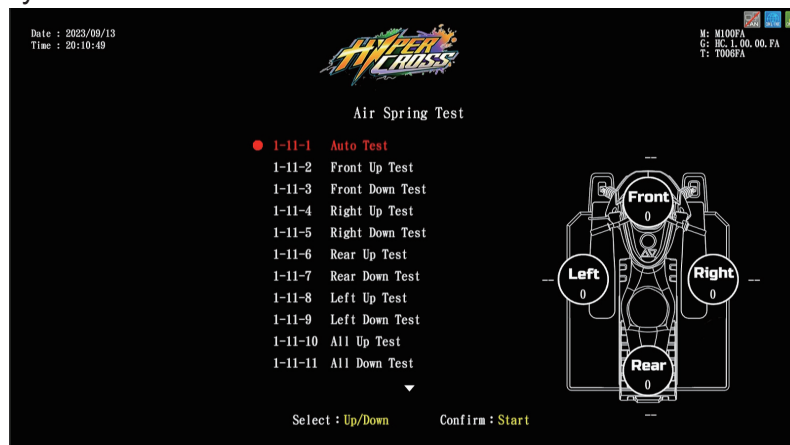 Date : 2023/09/13
Time : 20:10:49
HYPER
CROSS
M: M100FA
G: HC.1.00.00.FA
T: T006FA
Air Spring Test
1-11-1 Auto Test
1-11-2 Front Up Test
1-11-3 Front Down Test
1-11-4 Right Up Test
1-11-5 Right Down Test
1-11-6 Rear Up Test
1-11-7 Rear Down Test
1-11-8 Left Up Test
1-11-9 Left Down Test
1-11-10 All Up Test
1-11-11 All Down Test
--
Front
0
-- Left Right --
0 0
Rear
0
--
Select : Up/Down Confirm : Start